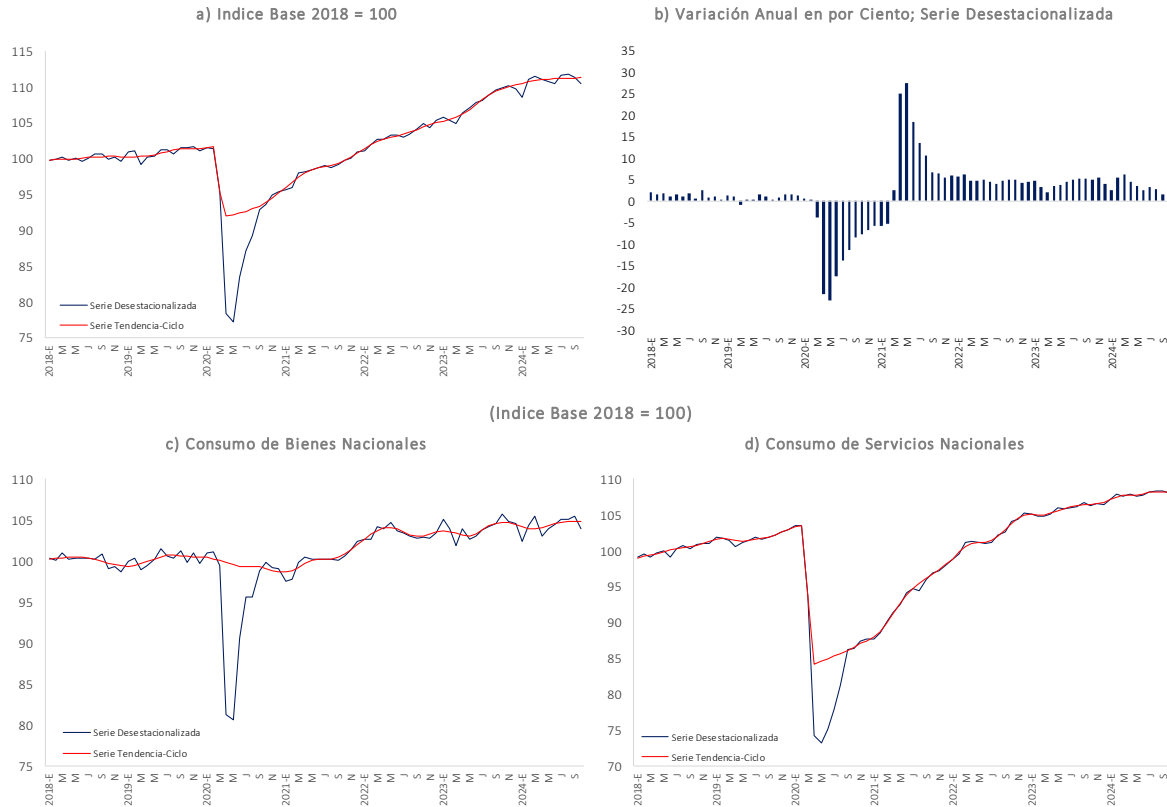 a) Indice Base 2018 = 100
115
110
105
100
95
90
85
80
75
Serie Desestacionalizada
Serie Tendencia-Ciclo
2018-E M M J S N 2019-E M M J S N 2020-E M M J S N 2021-E M M J S N 2022-E M M J S N 2023-E M M J S N 2024-E M M J S
b) Variación Anual en por Ciento; Serie Desestacionalizada
35
30
25
20
15
10
5
0
-5
-10
-15
-20
-25
-30
2018-E M M J S N 2019-E M M J S N 2020-E M M J S N 2021-E M M J S N 2022-E M M J S N 2023-E M M J S N 2024-E M M J S
(Indice Base 2018 = 100)
c) Consumo de Bienes Nacionales
110
105
100
95
90
85
80
75
Serie Desestacionalizada
Serie Tendencia-Ciclo
2018-E M M J S N 2019-E M M J S N 2020-E M M J S N 2021-E M M J S N 2022-E M M J S N 2023-E M M J S N 2024-E M M J S
d) Consumo de Servicios Nacionales
110
105
100
95
90
85
80
75
70
Serie Desestacionalizada
Serie Tendencia-Ciclo
2018-E M M J S N 2019-E M M J S N 2020-E M M J S N 2021-E M M J S N 2022-E M M J S N 2023-E M M J S N 2024-E M M J S